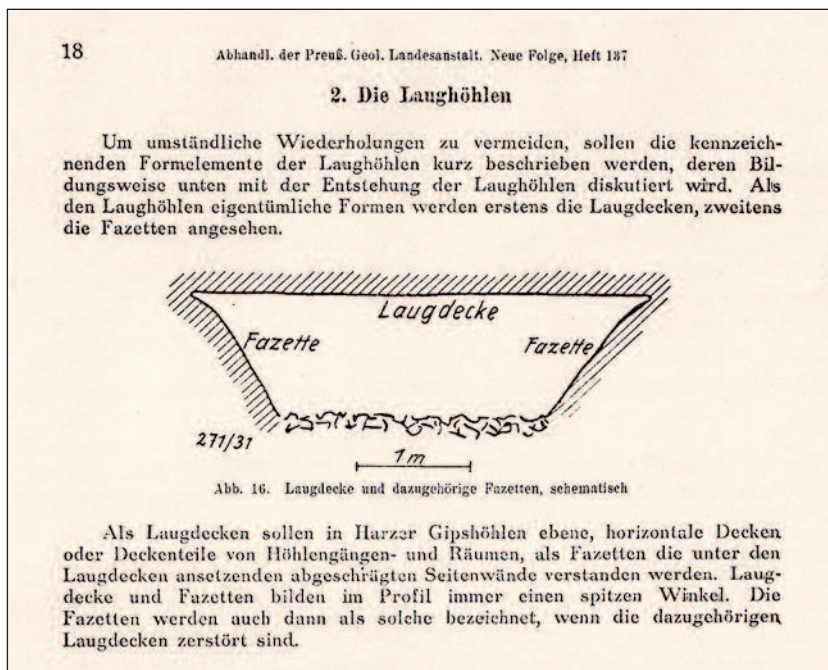 18
Abhandl. der Preuß. Geol. Landesanstalt. Neue Folge, Heft 137
2. Die Laughöhlen
Um umständliche Wiederholungen zu vermeiden, sollen die kennzeich-
nenden Formelemente der Laughöhlen kurz beschrieben werden, deren Bil-
dungsweise unten mit der Entstehung der Laughöhlen diskutiert wird. Als
den Laughöhlen eigentümliche Formen werden erstens die Laugdecken, zweitens
die Fazetten angesehen.
Laugdecke
Fazette
Fazette
271/31
1m
Abb. 16. Laugdecke und dazugehörige Fazetten, schematisch
Als Laugdecken sollen in Harzer Gipshöhlen ebene, horizontale Decken
oder Deckenteile von Höhlengängen- und Räumen, als Fazetten die unter den
Laugdecken ansetzenden abgeschrägten Seitenwände verstanden werden. Laug-
decke und Fazetten bilden im Profil immer einen spitzen Winkel. Die
Fazetten werden auch dann als solche bezeichnet, wenn die dazugehörigen
Laugdecken zerstört sind.